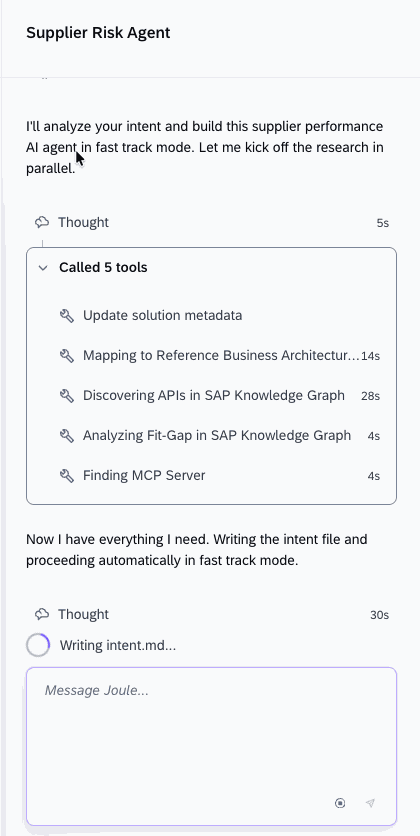 Supplier Risk Agent
I'll analyze your intent and build this supplier performance
AI agent in fast track mode. Let me kick off the research in
parallel.
Thought 5s
Called 5 tools
Update solution metadata
Mapping to Reference Business Architectur... 14s
Discovering APIs in SAP Knowledge Graph 28s
Analyzing Fit-Gap in SAP Knowledge Graph 4s
Finding MCP Server 4s
Now I have everything I need. Writing the intent file and
proceeding automatically in fast track mode.
Thought 30s
Writing intent.md...
Message Joule...